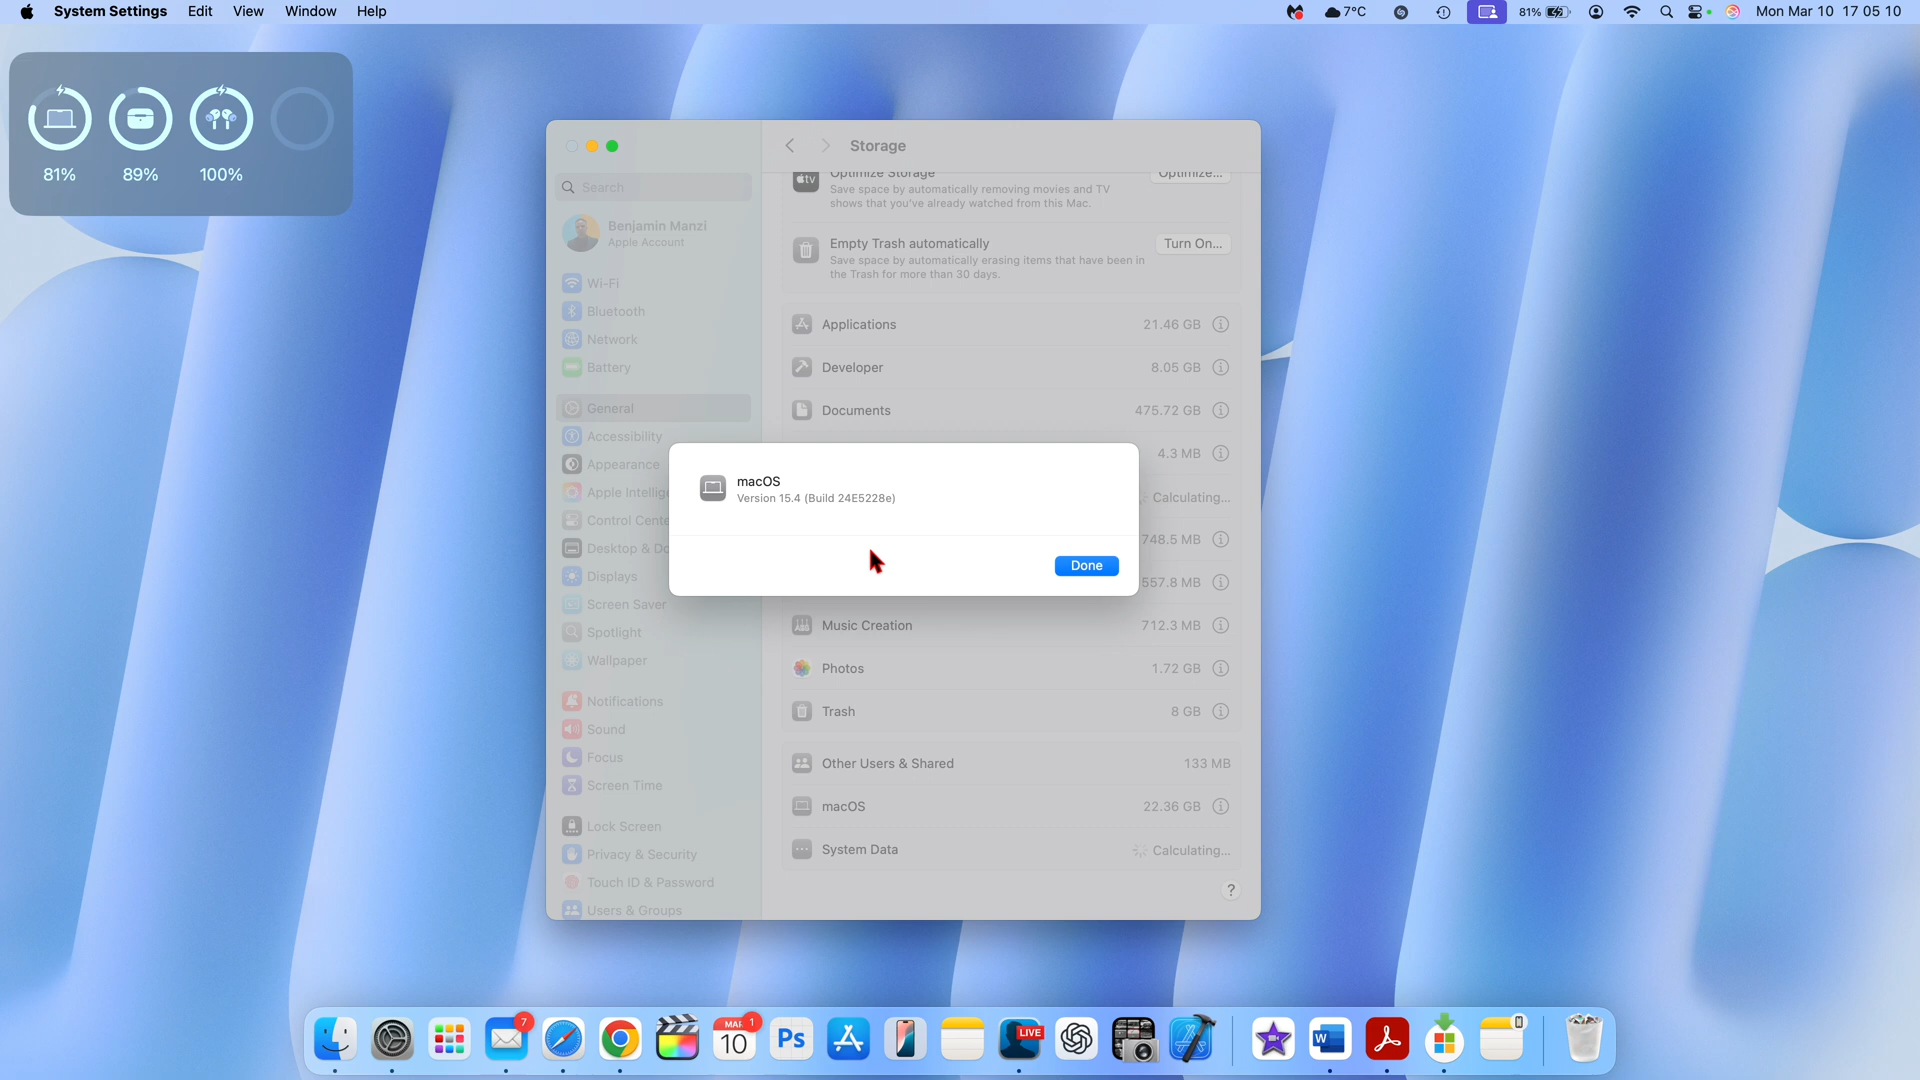 System Settings Edit View Window Help
7°C 81% Mon Mar 10 17 05 10
81% 89% 100%
Search
Benjamin Manzi
Apple Account
Wi-Fi
Bluetooth
Network
Battery
General
Accessibility
Appearance
Apple Intellige
Control Cente
Desktop & Do
Displays
Screen Saver
Spotlight
Wallpaper
Notifications
Sound
Focus
Screen Time
Lock Screen
Privacy & Security
Touch ID & Password
Users & Groups
Storage
tv
Optimize Storage Optimize...
Save space by automatically removing movies and TV
shows that you've already watched from this Mac.
Empty Trash automatically Turn On...
Save space by automatically erasing items that have been in
the Trash for more than 30 days.
Applications 21.46 GB
Developer 8.05 GB
Documents 475.72 GB
4.3 MB
Calculating...
748.5 MB
557.8 MB
Music Creation 712.3 MB
Photos 1.72 GB
Trash 8 GB
Other Users & Shared 133 MB
macOS 22.36 GB
System Data Calculating...
?
macOS
Version 15.4 (Build 24E5228e)
Done
7
MAR 1
10
Ps
LIVE
W